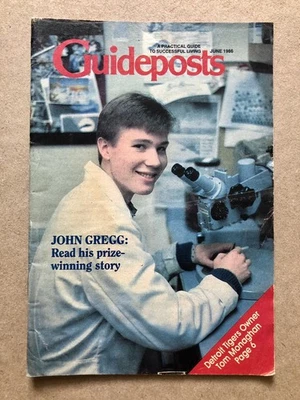 A PRACTICAL GUIDE
TO SUCCESSFUL LIVING
JUNE 1986
Guideposts
JOHN GREGG:
Read his prize-
winning story
Detroit Tigers Owner
Tom Monaghan
Page 6